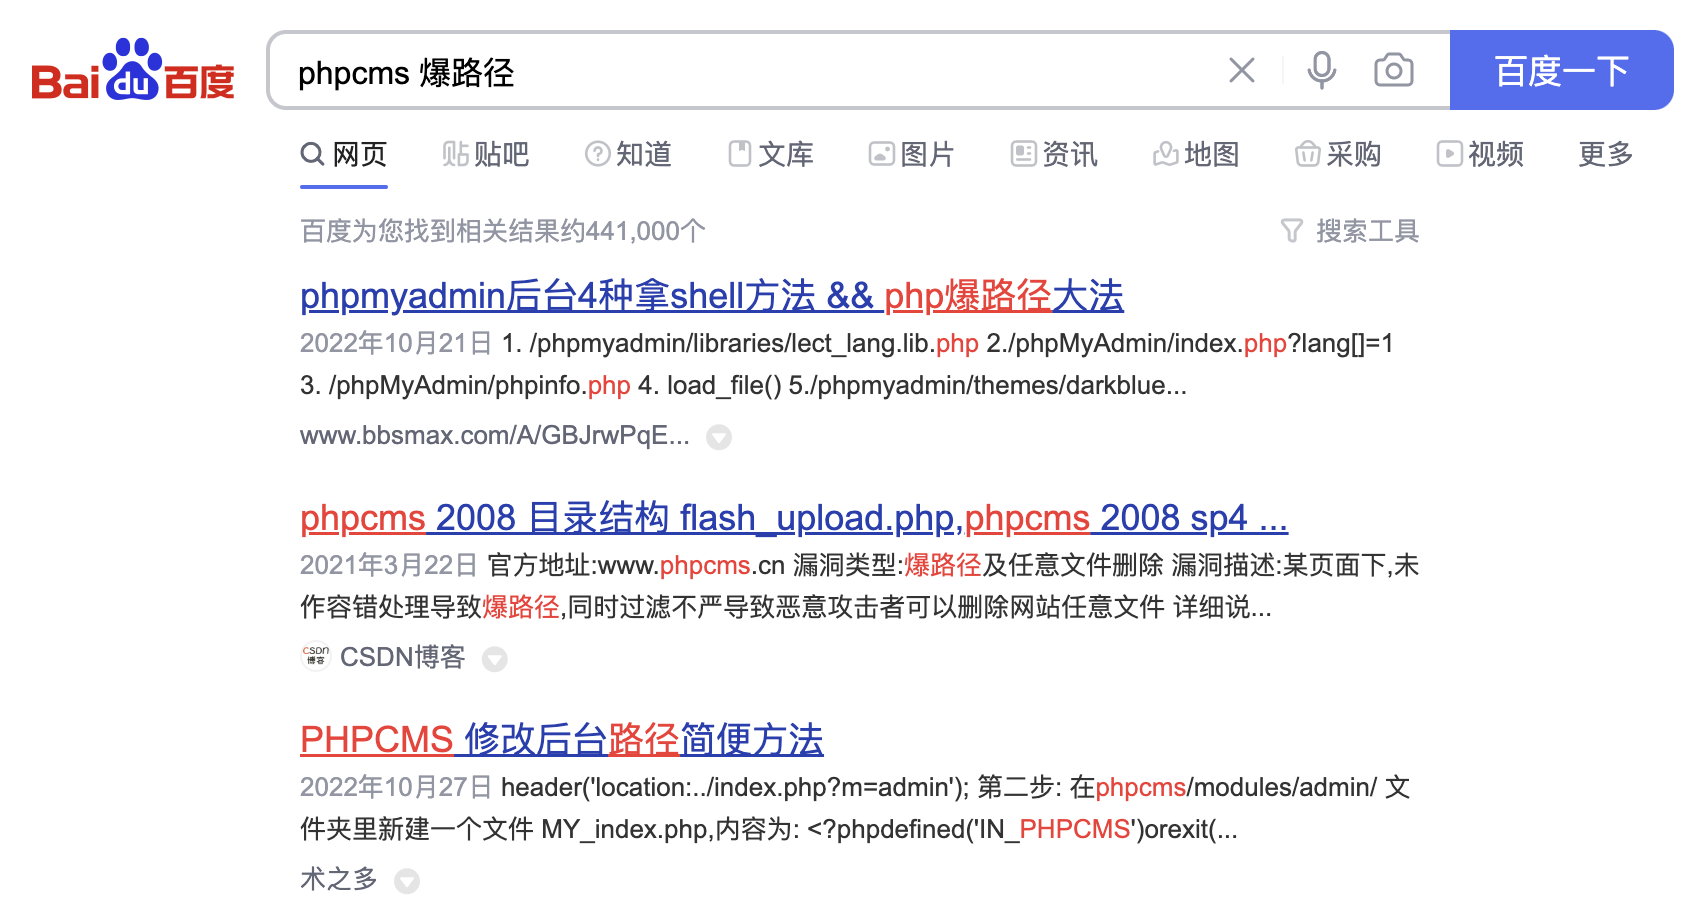 Bai du 百度
phpcms 爆路径
百度一下
网页 贴贴吧 知道 文库 图片 资讯 地图 采购 视频 更多
百度为您找到相关结果约441,000个 搜索工具
phpmyadmin后台4种拿shell方法 && php爆路径大法
2022年10月21日 1. /phpmyadmin/libraries/lect_lang.lib.php 2./phpMyAdmin/index.php?lang[]=1
3. /phpMyAdmin/phpinfo.php 4. load_file() 5./phpmyadmin/themes/darkblue...
www.bbsmax.com/A/GBJrwPqE...
phpcms 2008 目录结构 flash_upload.php,phpcms 2008 sp4 ...
2021年3月22日 官方地址:www.phpcms.cn 漏洞类型:爆路径及任意文件删除 漏洞描述:某页面下,未
作容错处理导致爆路径,同时过滤不严导致恶意攻击者可以删除网站任意文件 详细说...
CSDN
博客
CSDN博客
PHPCMS 修改后台路径简便方法
2022年10月27日 header('location:../index.php?m=admin'); 第二步: 在phpcms/modules/admin/ 文
件夹里新建一个文件 MY_index.php,内容为: <?phpdefined('IN_PHPCMS')orexit(...
术之多